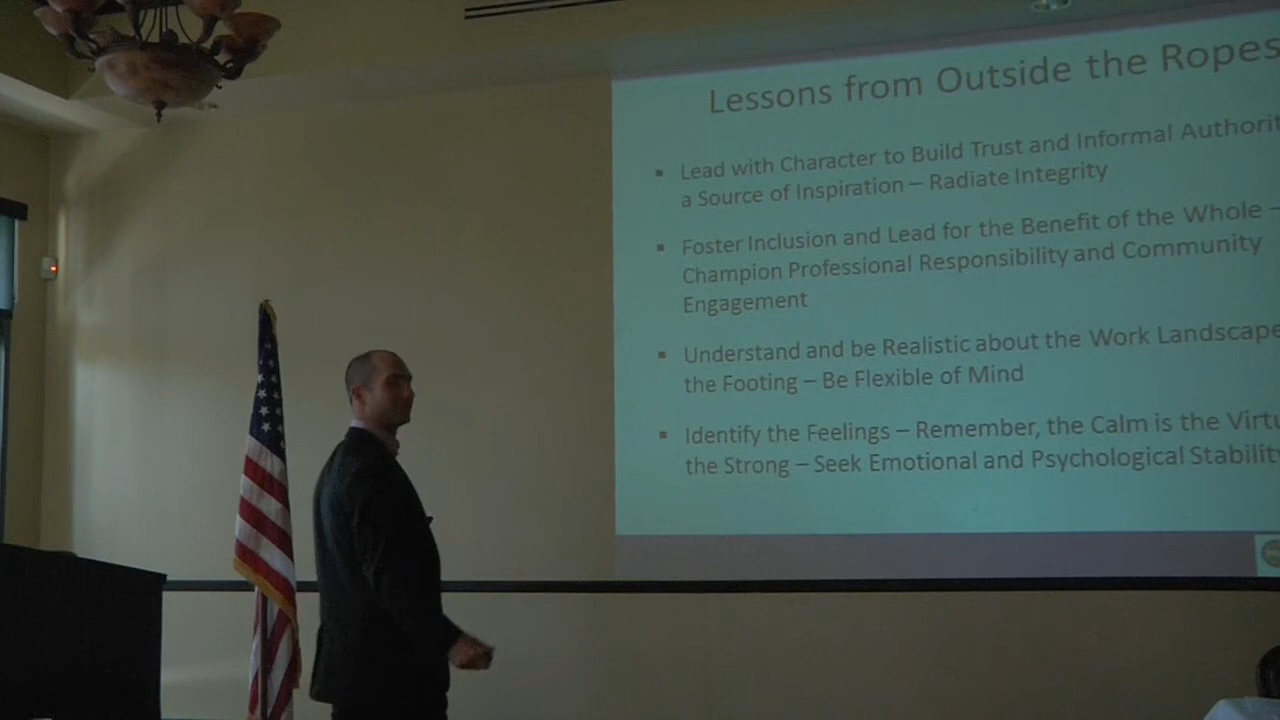 Lessons from Outside the Ropes
▪ Lead with Character to Build Trust and Informal
a Source of Inspiration – Radiate Integrity
▪ Foster Inclusion and Lead for the Benefit of the Whole –
Champion Professional Responsibility and Community
Engagement
▪ Understand and be Realistic about the Work Landscape
the Footing – Be Flexible of Mind
▪ Identify the Feelings – Remember, the Calm is the
the Strong – Seek Emotional and Psychological Stability